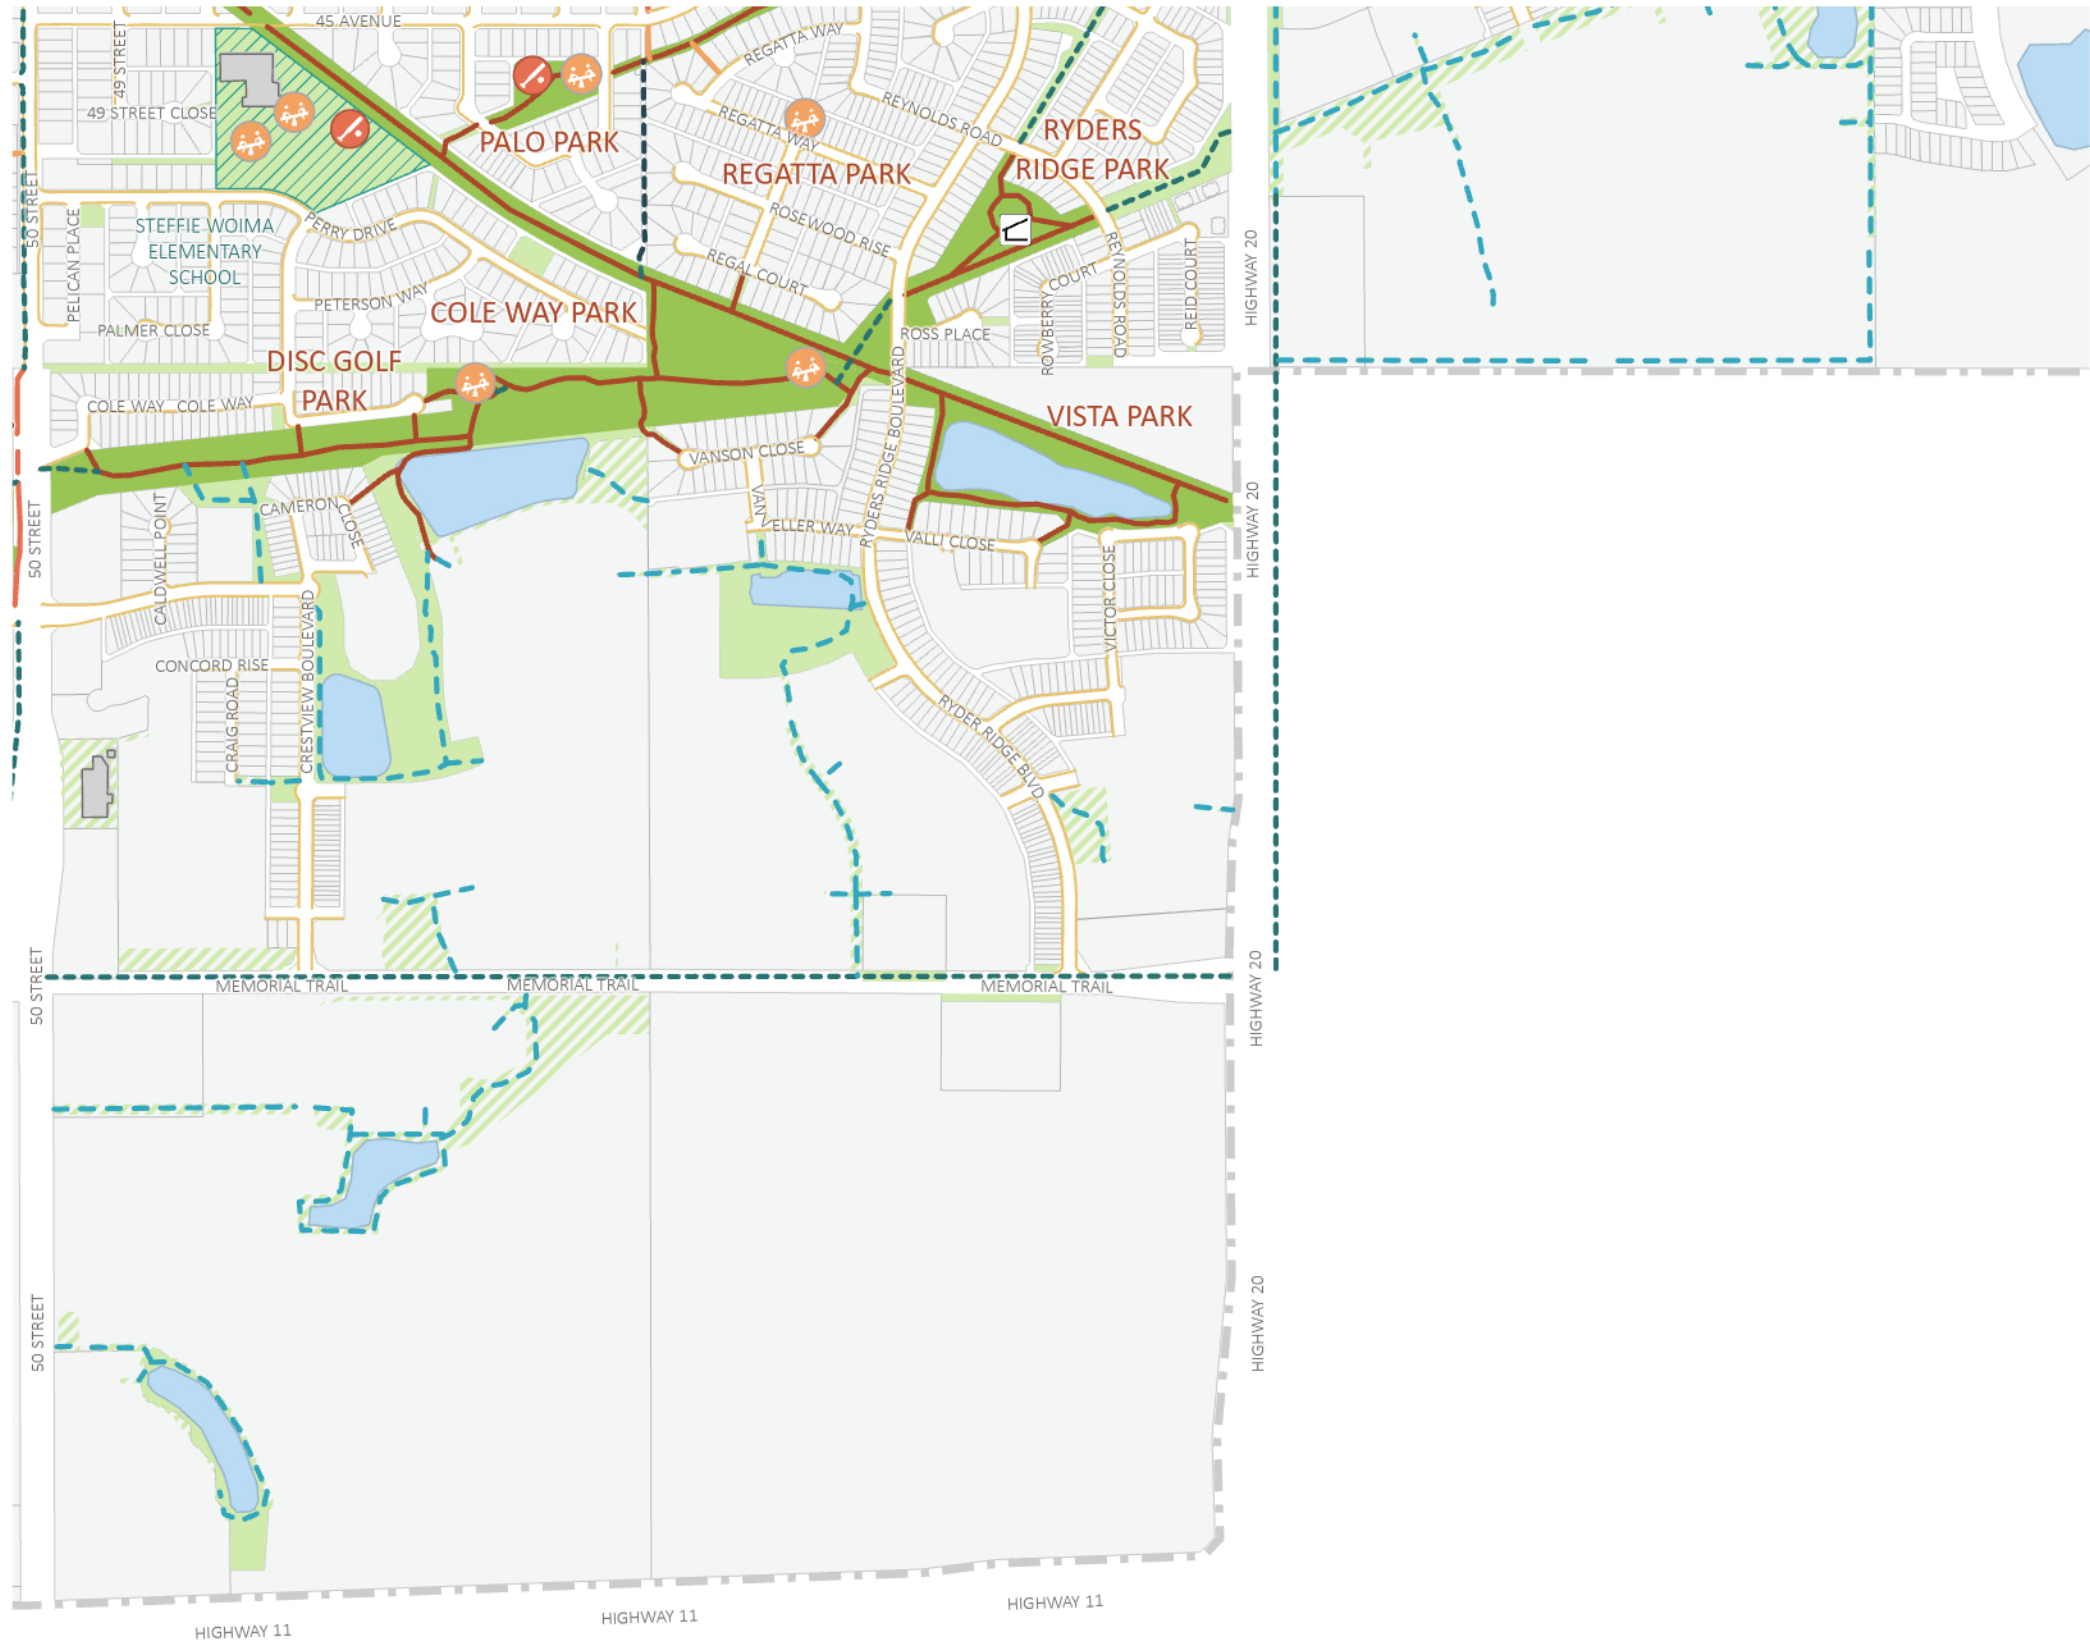 45 AVENUE
49 STREET
49 STREET CLOSE
REGATTA WAY
REYNOLDS ROAD
REGATTA WAY
PALO PARK
REGATTA PARK
RYDERS
RIDGE PARK
50 STREET
PELICAN PLACE
STEFFIE WOIMA
ELEMENTARY
SCHOOL
PERRY DRIVE
ROSEWOOD RISE
REGAL COURT
PETERSON WAY
PALMER CLOSE
COLE WAY PARK
ROWBERRY COURT
REYNOLDS ROAD
REID COURT
ROSS PLACE
HIGHWAY 20
DISC GOLF
PARK
COLE WAY
COLE WAY
VISTA PARK
VANSON CLOSE
RYDERS RIDGE BOULEVARD
VAN
VELLER WAY
VALLI CLOSE
50 STREET
CALDWELL POINT
CAMERON CLOSE
HIGHWAY 20
VICTOR CLOSE
CONCORD RISE
CRAIG ROAD
CRESTVIEW BOULEVARD
RYDER RIDGE BLVD
50 STREET
MEMORIAL TRAIL
MEMORIAL TRAIL
MEMORIAL TRAIL
HIGHWAY 20
50 STREET
HIGHWAY 20
HIGHWAY 11
HIGHWAY 11
HIGHWAY 11